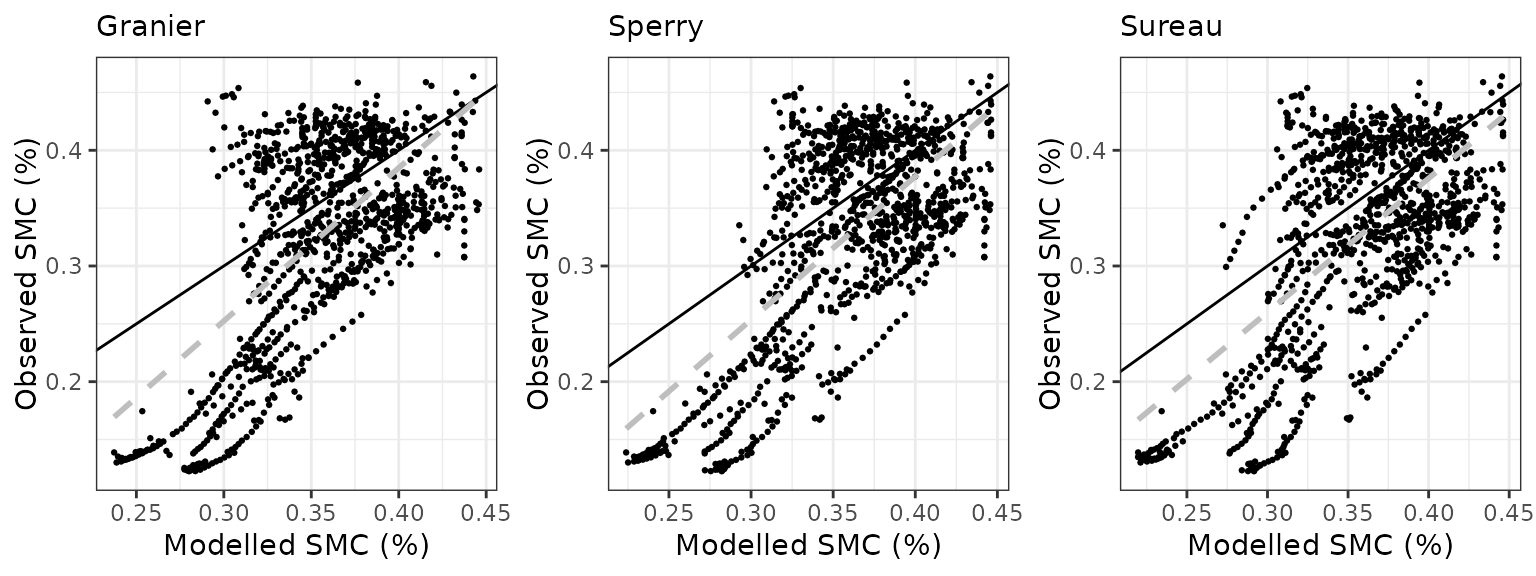 Granier
Observed SMC (%)
0.4
0.3
0.2
0.25 0.30 0.35 0.40 0.45
Modelled SMC (%)
Sperry
Observed SMC (%)
0.4
0.3
0.2
0.25 0.30 0.35 0.40 0.45
Modelled SMC (%)
Sureau
Observed SMC (%)
0.4
0.3
0.2
0.25 0.30 0.35 0.40 0.45
Modelled SMC (%)